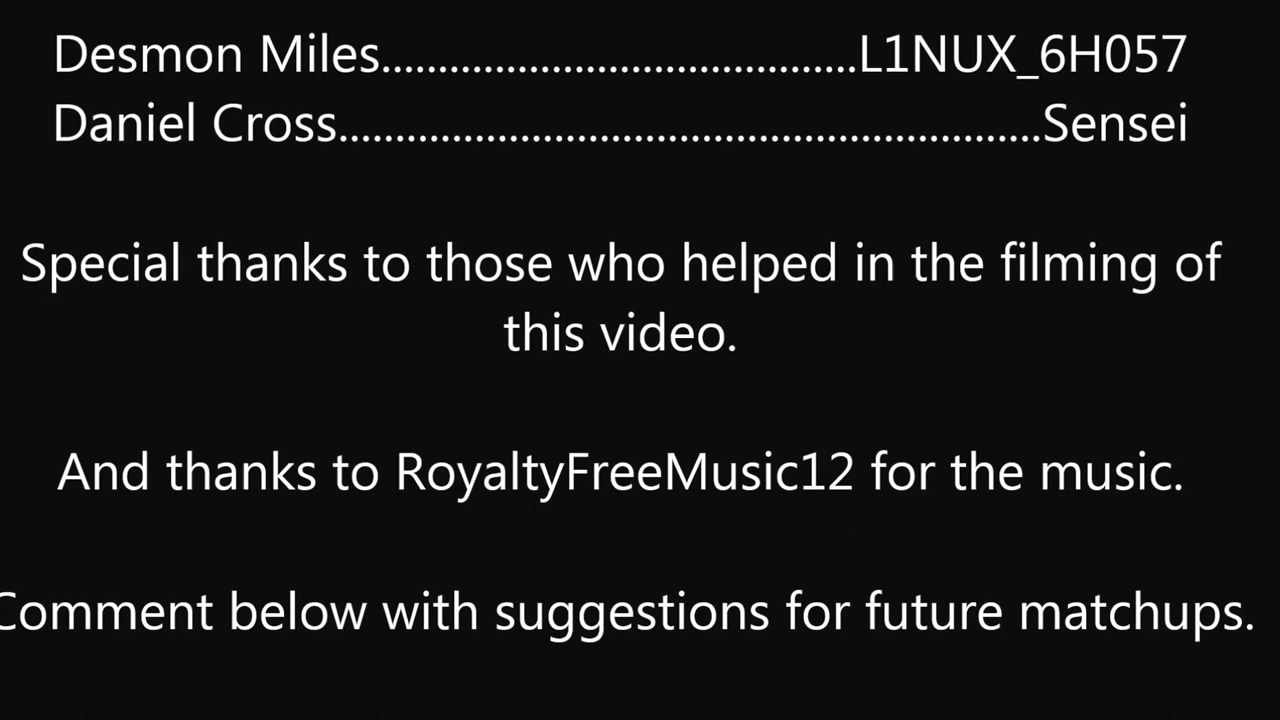 Desmon Miles..........................................L1NUX_6H057
Daniel Cross..............................................................Sensei
Special thanks to those who helped in the filming of
this video.
And thanks to RoyaltyFreeMusic12 for the music.
Comment below with suggestions for future matchups.